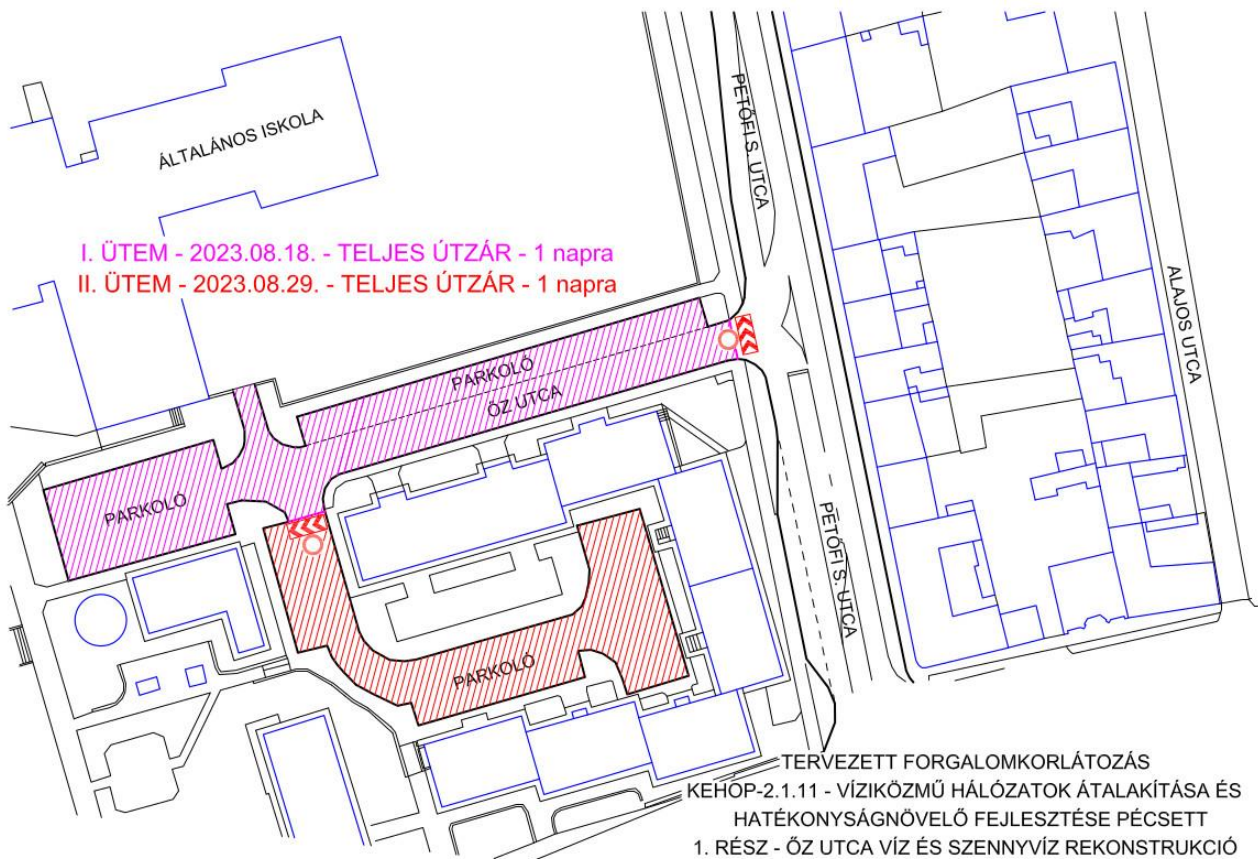 PETŐFI S. UTCA
ÁLTALÁNOS ISKOLA
I. ÜTEM - 2023.08.18. - TELJES ÚTZÁR - 1 napra
II. ÜTEM - 2023.08.29. - TELJES ÚTZÁR - 1 napra
ALAJOS UTCA
PARKOLÓ
ŐZ UTCA
PARKOLÓ
PETŐFI S. UTCA
PARKOLÓ
TERVEZETT FORGALOMKORLÁTOZÁS
KEHOP-2.1.11 - VÍZIKÖZMŰ HÁLÓZATOK ÁTALAKÍTÁSA ÉS
HATÉKONYSÁGNÖVELŐ FEJLESZTÉSE PÉCSETT
1. RÉSZ - ŐZ UTCA VÍZ ÉS SZENNYVÍZ REKONSTRUKCIÓ